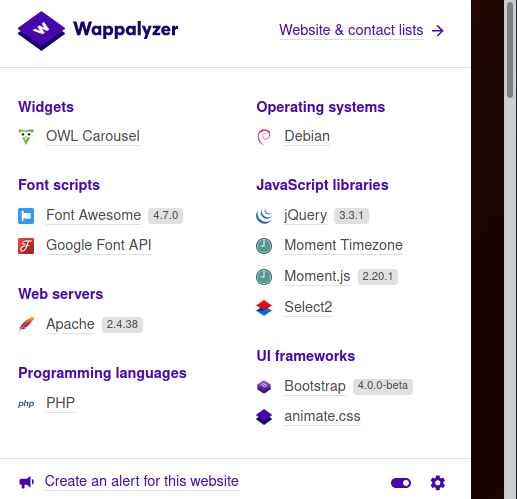 Wappalyzer
Website & contact lists
Widgets
OWL Carousel
Font scripts
Font Awesome 4.7.0
Google Font API
Web servers
Apache 2.4.38
Programming languages
php PHP
Operating systems
Debian
JavaScript libraries
jQuery 3.3.1
Moment Timezone
Moment.js 2.20.1
Select2
UI frameworks
Bootstrap 4.0.0-beta
animate.css
Create an alert for this website